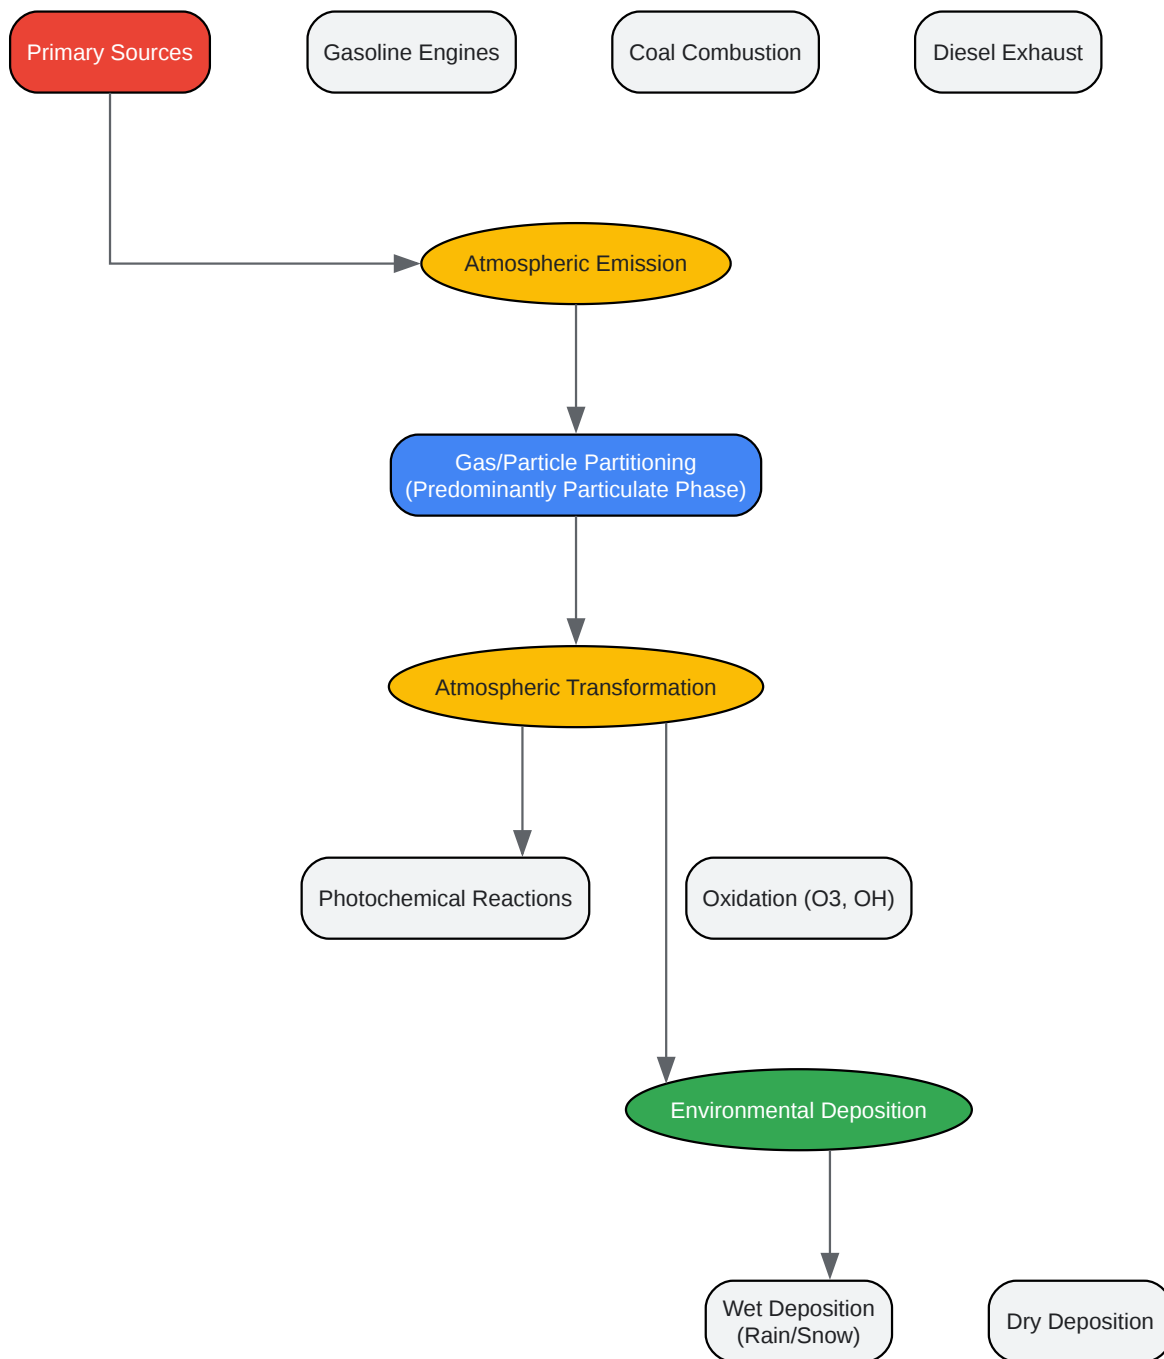 Primary Sources
Gasoline Engines
Coal Combustion
Diesel Exhaust
Atmospheric Emission
Gas/Particle Partitioning
(Predominantly Particulate Phase)
Atmospheric Transformation
Photochemical Reactions
Oxidation (O3, OH)
Environmental Deposition
Wet Deposition
(Rain/Snow)
Dry Deposition